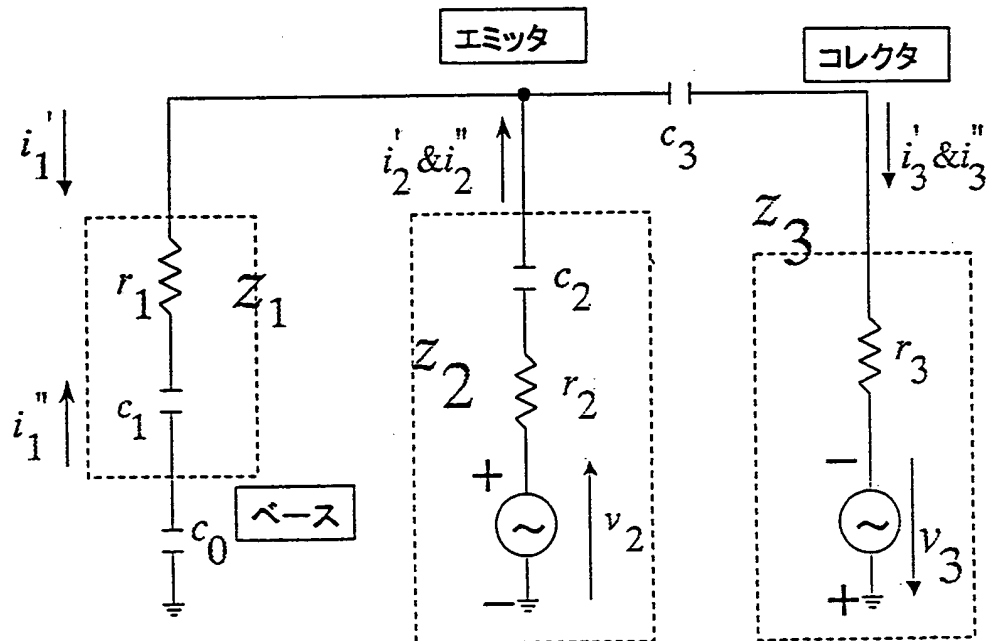 エミッタ
コレクタ
i₁'
i₂'&i₂''
c₃
i₃'&i₃''
r₁
Z₁
c₂
z₃
i₁''
c₁
z₂
r₂
r₃
ベース
c₀
+
~
−
v₂
−
~
+
v₃